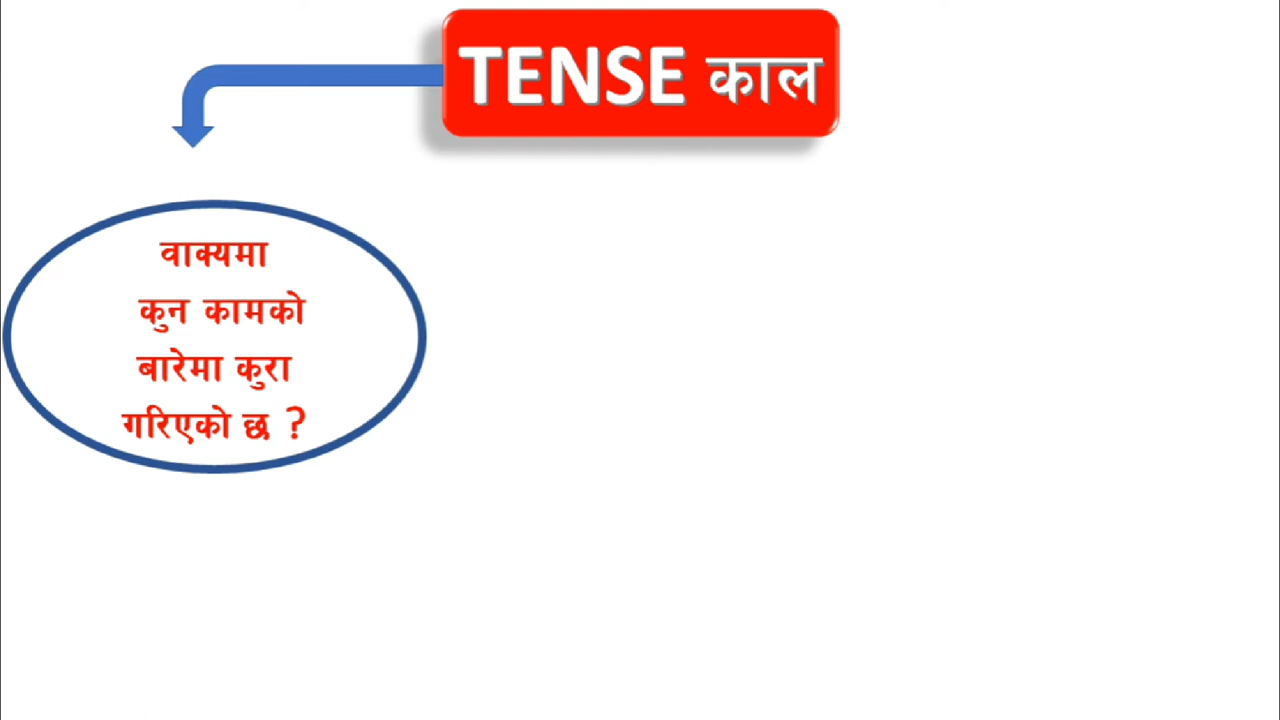 TENSE काल
वाक्यमा
कुन कामको
बारेमा कुरा
गरिएको छ ?